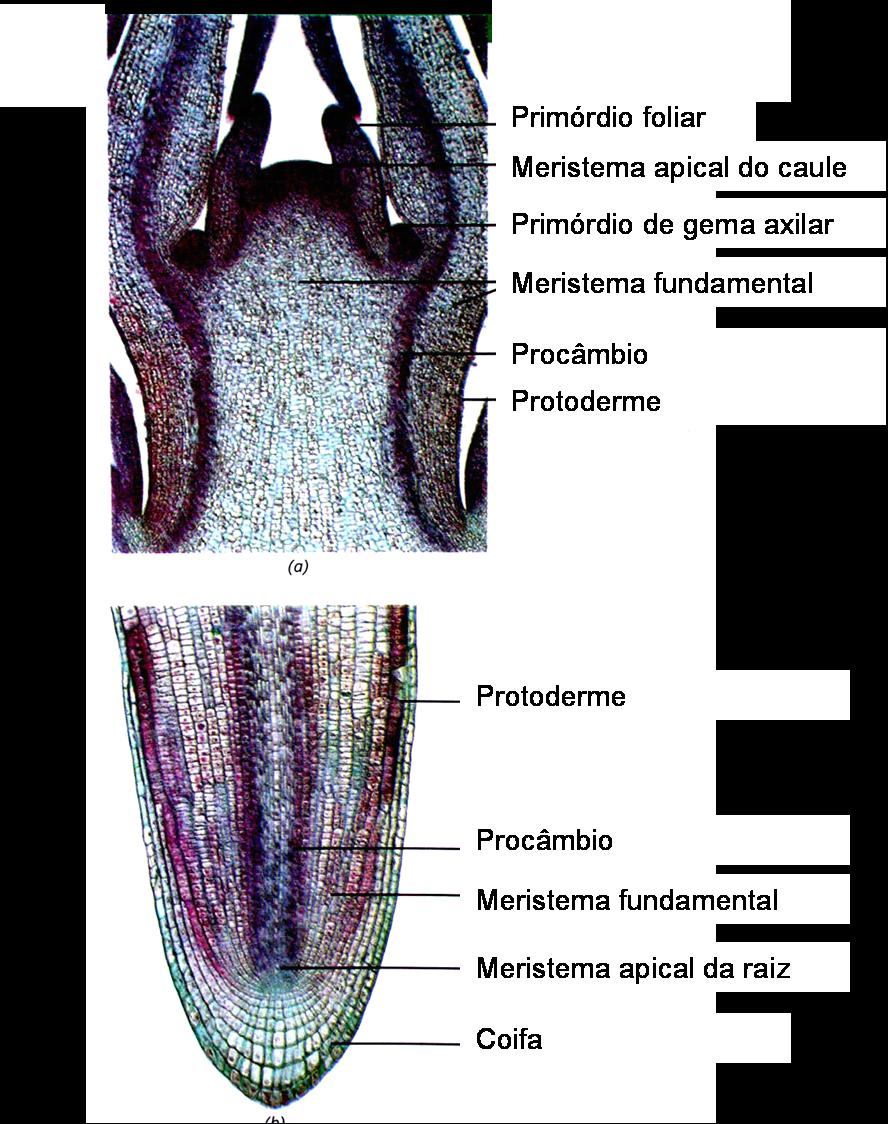 Primórdio foliar
Meristema apical do caule
Primórdio de gema axilar
Meristema fundamental
Procâmbio
Protoderme
(a)
Protoderme
Procâmbio
Meristema fundamental
Meristema apical da raiz
Coifa
(b)